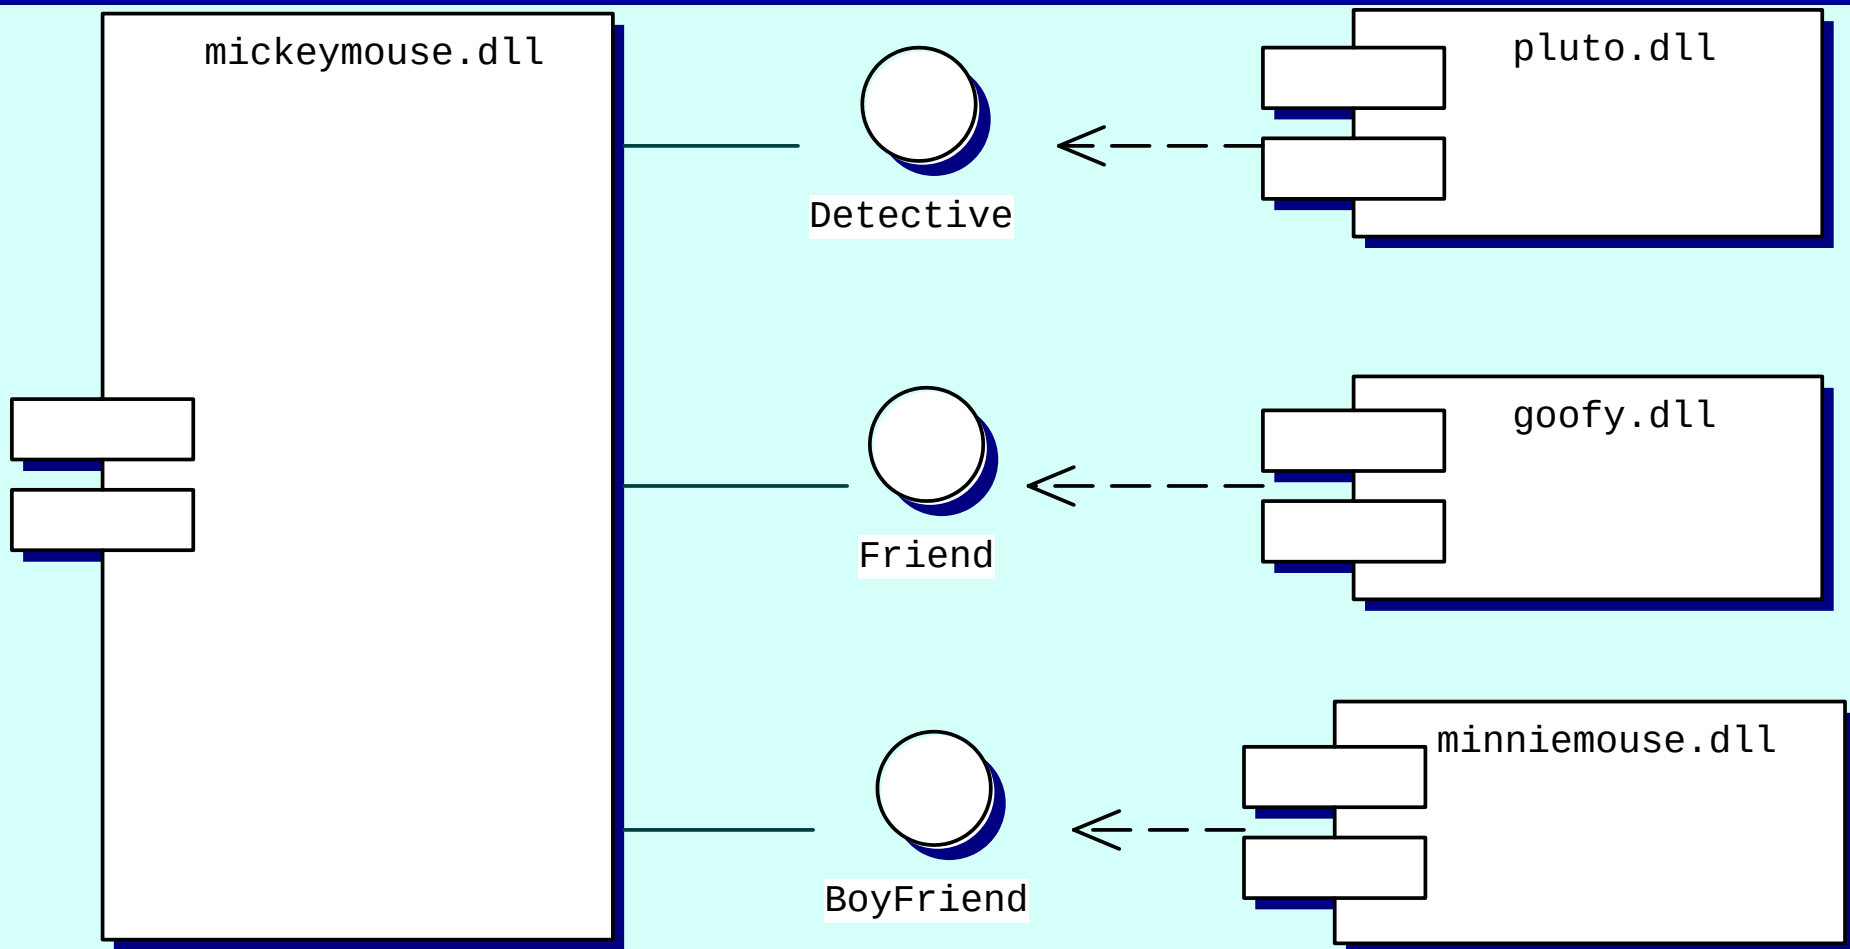 mickeymouse.dll
pluto.dll
Detective
goofy.dll
Friend
minniemouse.dll
BoyFriend